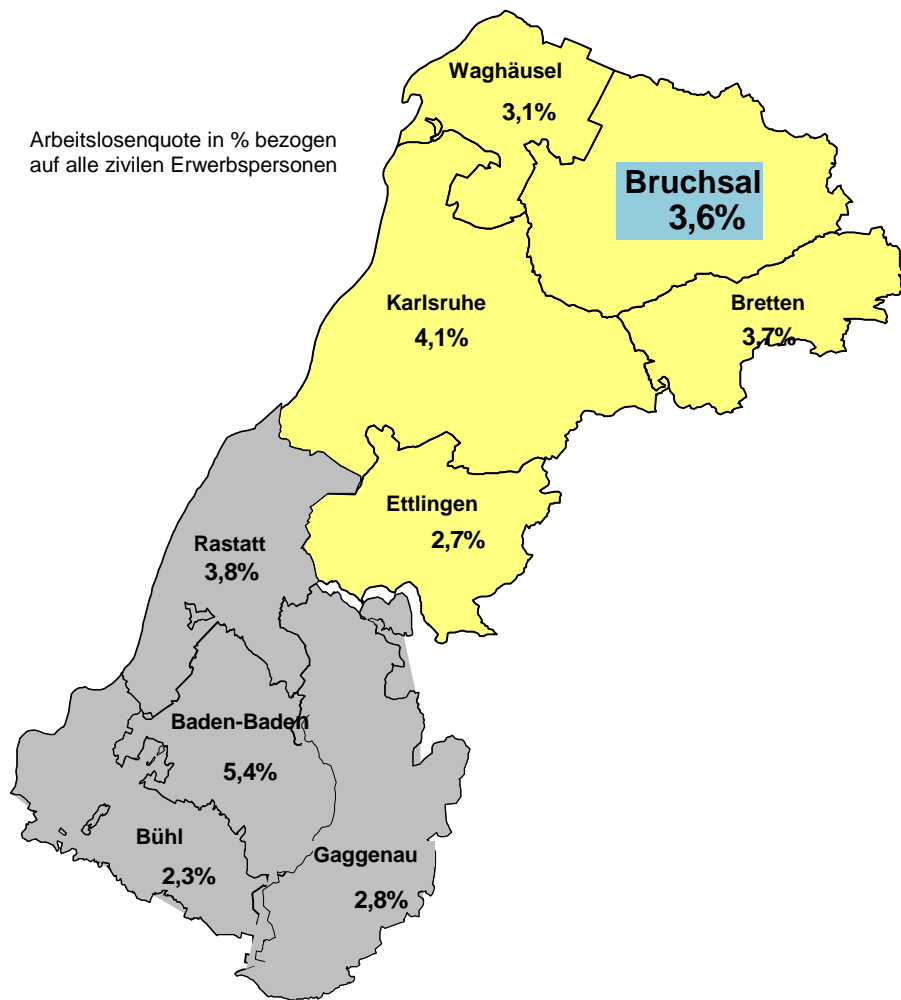 Waghäusel
3,1%
Arbeitslosenquote in % bezogen
auf alle zivilen Erwerbspersonen
Bruchsal
3,6%
Karlsruhe
4,1%
Bretten
3,7%
Ettlingen
2,7%
Rastatt
3,8%
Baden-Baden
5,4%
Bühl
2,3%
Gaggenau
2,8%